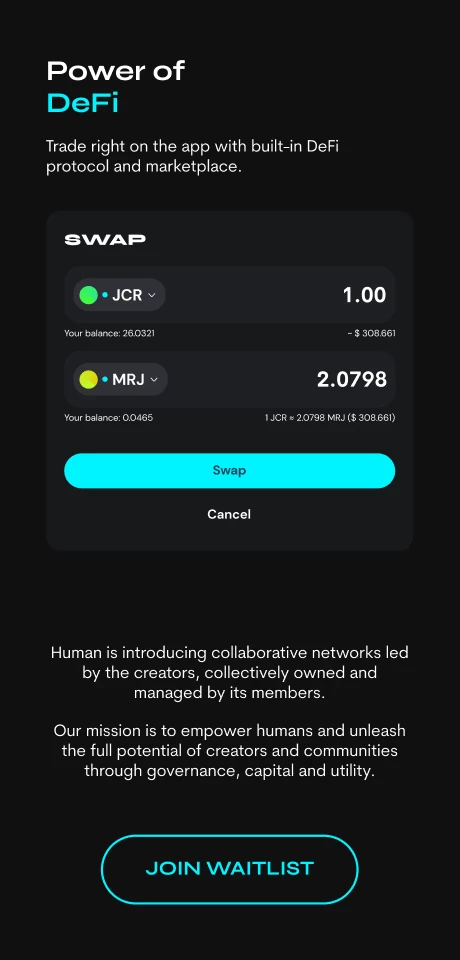 Power of
DeFi
Trade right on the app with built-in DeFi
protocol and marketplace.
SWAP
JCR 1.00
Your balance: 26.0321 ~ $ 308.661
MRJ 2.0798
Your balance: 0.0465 1 JCR ≈ 2.0798 MRJ ($ 308.661)
Swap
Cancel
Human is introducing collaborative networks led
by the creators, collectively owned and
managed by its members.
Our mission is to empower humans and unleash
the full potential of creators and communities
through governance, capital and utility.
JOIN WAITLIST